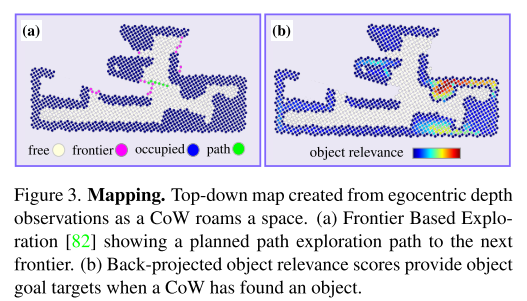 (a)
(b)
free frontier occupied path
object relevance
Figure 3. Mapping. Top-down map created from egocentric depth
observations as a CoW roams a space. (a) Frontier Based Explo-
ration [82] showing a planned path exploration path to the next
frontier. (b) Back-projected object relevance scores provide object
goal targets when a CoW has found an object.